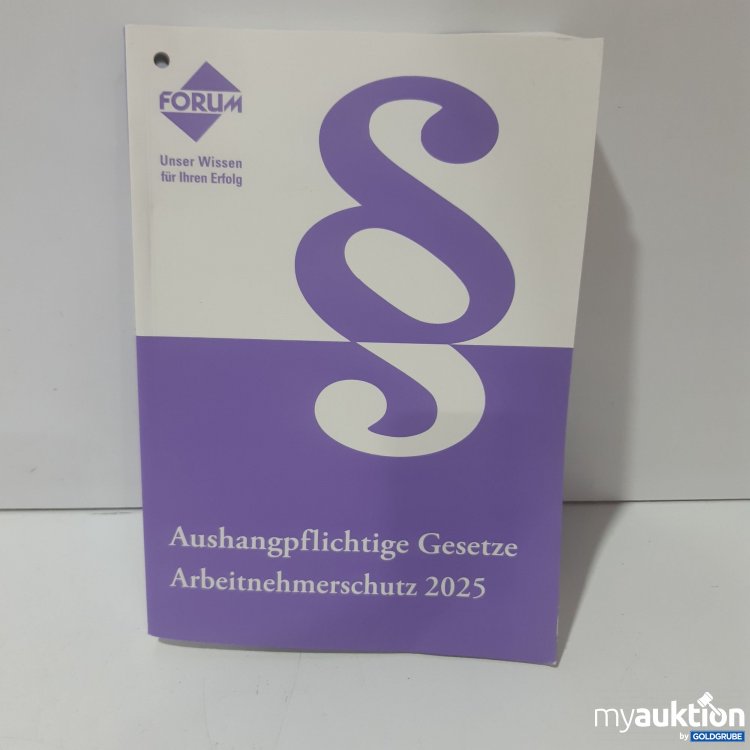 FORUM
Unser Wissen
für Ihren Erfolg
§
Aushangpflichtige Gesetze
Arbeitnehmerschutz 2025
myauktion
by GOLDGRUBE